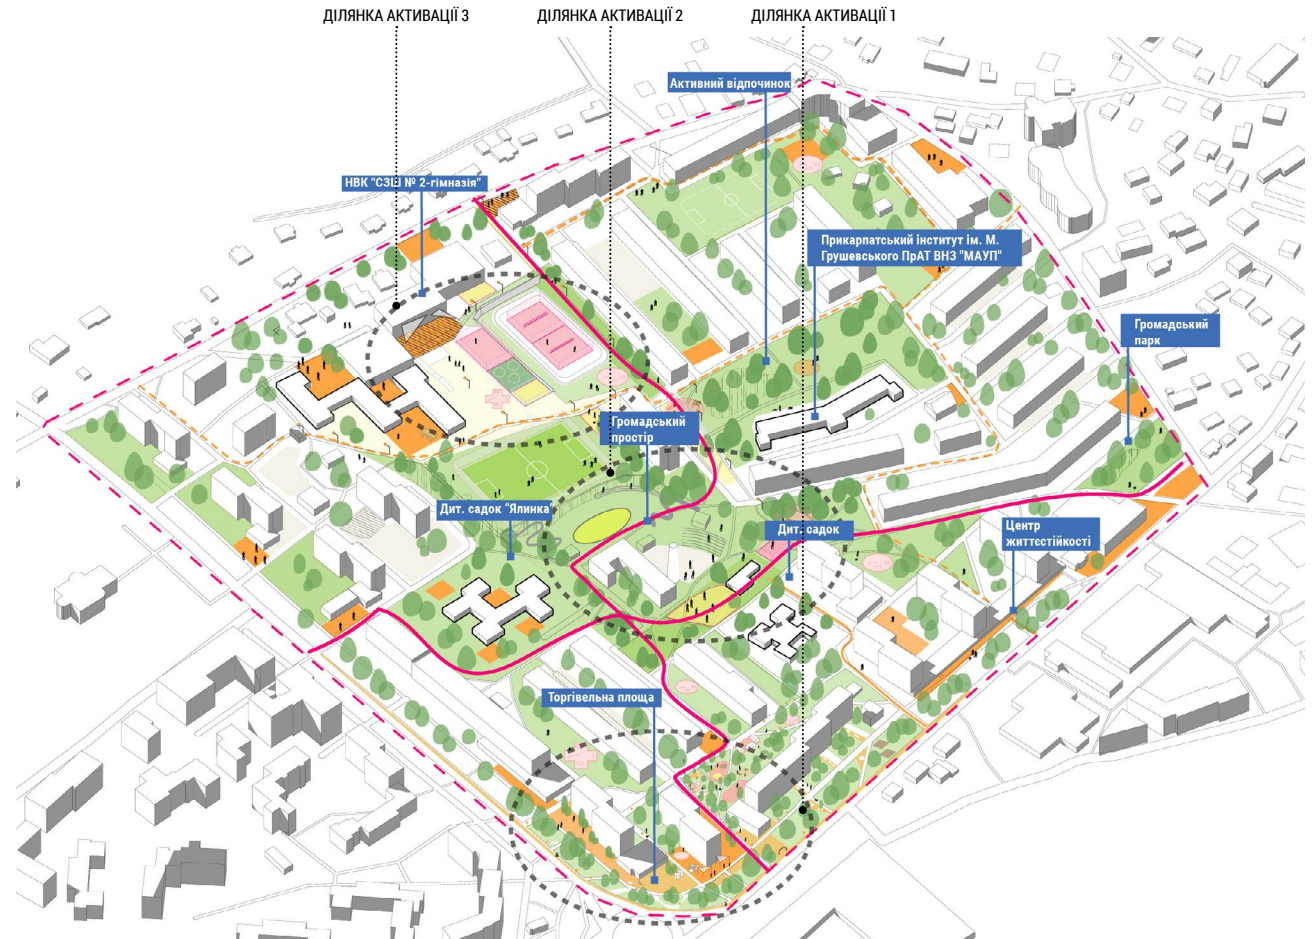 ДІЛЯНКА АКТИВАЦІЇ 3
ДІЛЯНКА АКТИВАЦІЇ 2
ДІЛЯНКА АКТИВАЦІЇ 1
Активний відпочинок
НВК "СЗШ № 2-гімназія"
Прикарпатський інститут ім. М.
Грушевського ПрАТ ВНЗ "МАУП"
Громадський
парк
Громадський
простір
Дит. садок "Ялинка"
Дит. садок
Центр
життєстійкості
Торгівельна площа